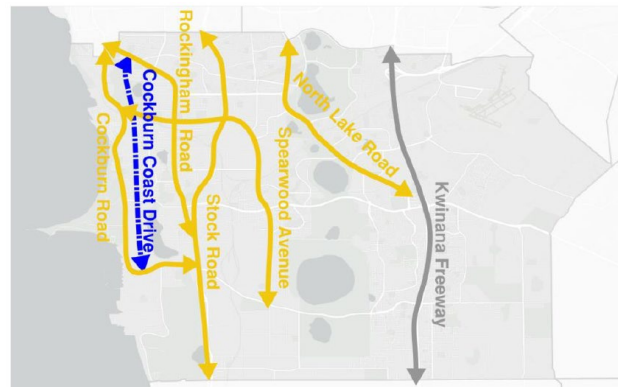 Rockingham Road
Cockburn Coast Drive
Cockburn Road
Stock Road
Spearwood Avenue
North Lake Road
Kwinana Freeway